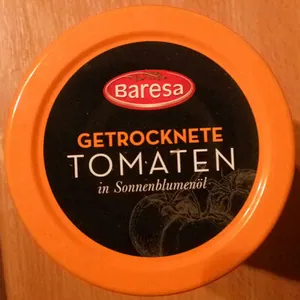 Baresa
GETROCKNETE
TOMATEN
in Sonnenblumenöl